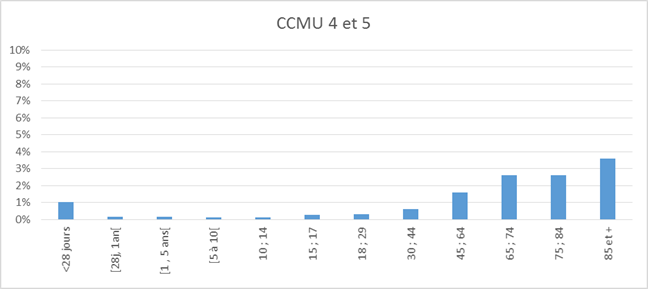 CCMU 4 et 5
10%
9%
8%
7%
6%
5%
4%
3%
2%
1%
0%
<28 jours
[28j, 1an[
[1 , 5 ans[
[5 à 10[
10 ; 14
15 ; 17
18 ; 29
30 ; 44
45 ; 64
65 ; 74
75 ; 84
85 et +